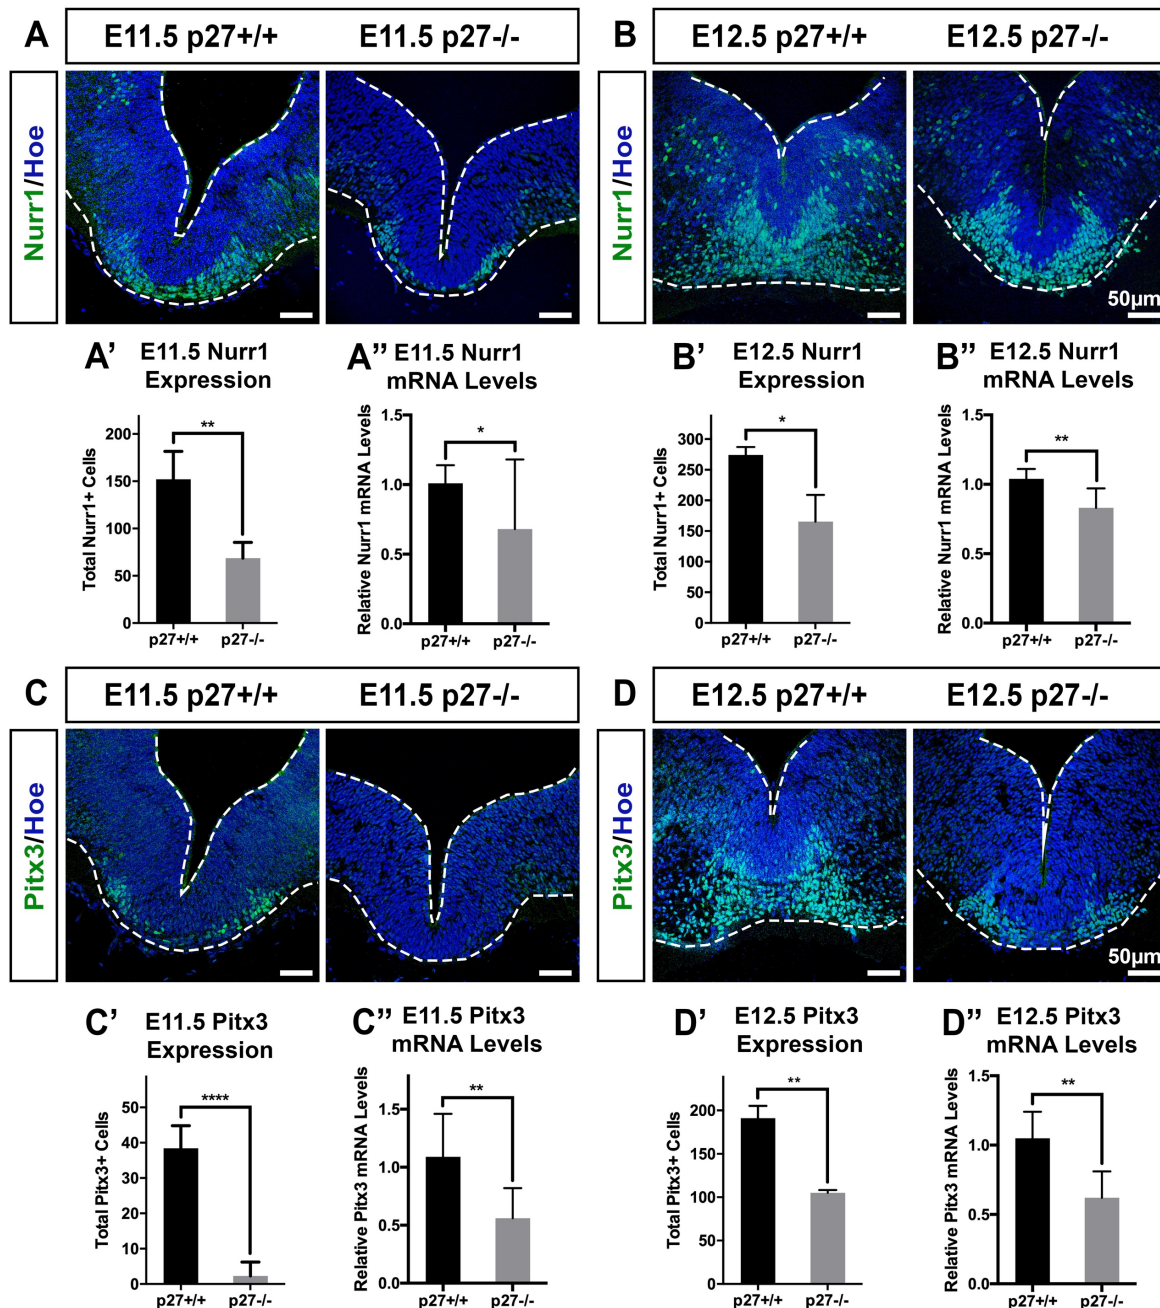 A
E11.5 p27+/+
E11.5 p27-/-
B
E12.5 p27+/+
E12.5 p27-/-
Nurr1/Hoe
Nurr1/Hoe
50µm
A'
E11.5 Nurr1
Expression
Total Nurr1+ Cells
200
150
100
50
0
**
p27+/+
p27-/-
A''
E11.5 Nurr1
mRNA Levels
Relative Nurr1 mRNA Levels
1.5
1.0
0.5
0.0
*
p27+/+
p27-/-
B'
E12.5 Nurr1
Expression
Total Nurr1+ Cells
300
250
200
150
100
50
0
*
p27+/+
p27-/-
B''
E12.5 Nurr1
mRNA Levels
Relative Nurr1 mRNA Levels
1.5
1.0
0.5
0.0
**
p27+/+
p27-/-
C
E11.5 p27+/+
E11.5 p27-/-
D
E12.5 p27+/+
E12.5 p27-/-
Pitx3/Hoe
Pitx3/Hoe
50µm
C'
E11.5 Pitx3
Expression
Total Pitx3+ Cells
50
40
30
20
10
0
****
p27+/+
p27-/-
C''
E11.5 Pitx3
mRNA Levels
Relative Pitx3 mRNA Levels
1.5
1.0
0.5
0.0
**
p27+/+
p27-/-
D'
E12.5 Pitx3
Expression
Total Pitx3+ Cells
200
150
100
50
0
**
p27+/+
p27-/-
D''
E12.5 Pitx3
mRNA Levels
Relative Pitx3 mRNA Levels
1.5
1.0
0.5
0.0
**
p27+/+
p27-/-